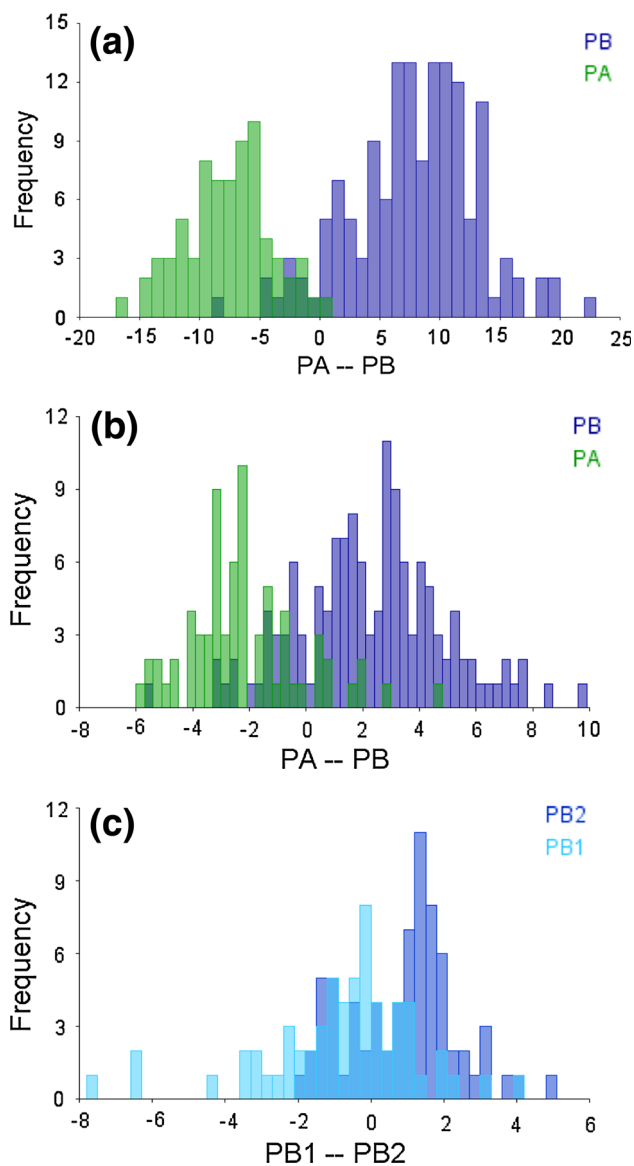 (a)
PB
PA
15
12
9
6
3
0
Frequency
-20 -15 -10 -5 0 5 10 15 20 25
PA -- PB
(b)
PB
PA
12
9
6
3
0
Frequency
-8 -6 -4 -2 0 2 4 6 8 10
PA -- PB
(c)
PB2
PB1
12
9
6
3
0
Frequency
-8 -6 -4 -2 0 2 4 6
PB1 -- PB2